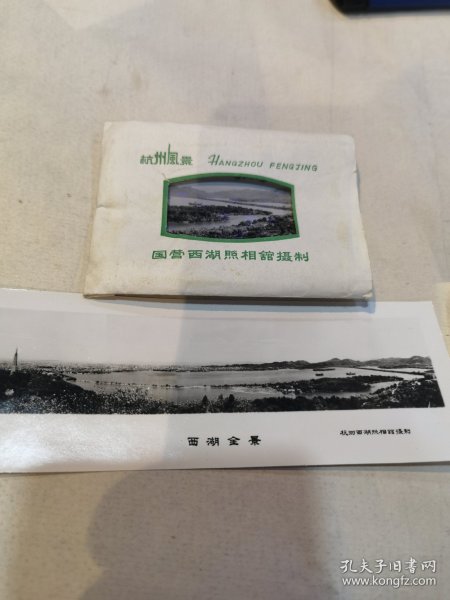 杭州風景 HANGZHOU FENGJING
国营西湖照相館摄制
西湖全景
杭州西湖照相館摄制
孔夫子旧书网
www.kongfz.com